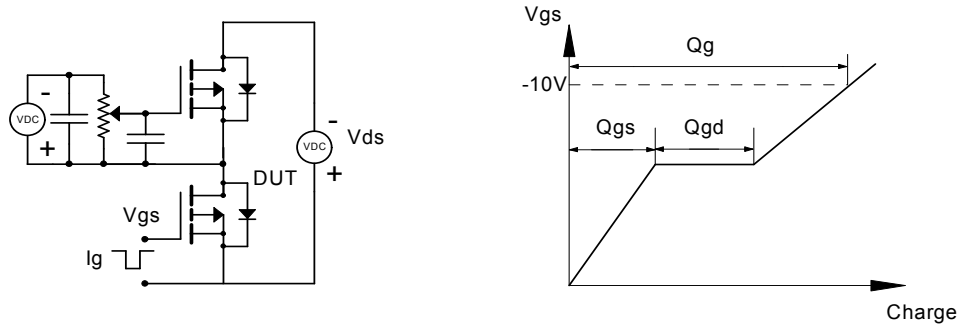 -
VDC
+
-
VDC
+
Vds
DUT
Vgs
Ig
Vgs
Qg
-10V
Qgs
Qgd
Charge